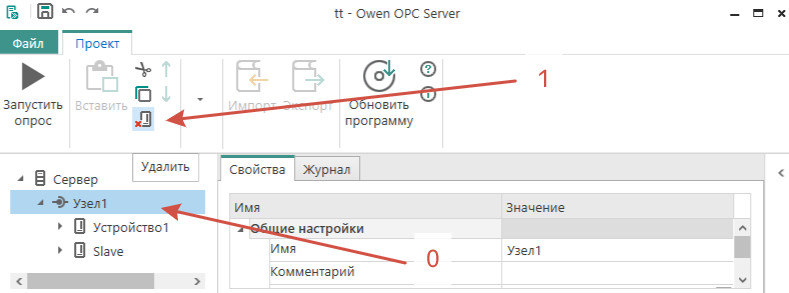 tt - Owen OPC Server
Файл
Проект
Запустить опрос
Вставить
Импорт
Экспорт
Обновить программу
1
Удалить
Сервер
Узел1
Устройство1
Slave
Свойства
Журнал
Имя
Значение
Общие настройки
Имя
Узел1
Комментарий
0